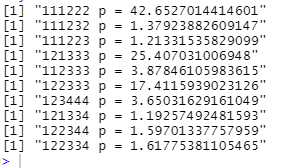 [1] "111222 p = 42.6527014414601"
[1] "111232 p = 1.37923882609147"
[1] "111223 p = 1.21331535829099"
[1] "121333 p = 25.407031006948"
[1] "112333 p = 3.87846105983615"
[1] "122333 p = 17.4115939023126"
[1] "123444 p = 3.65031629161049"
[1] "121334 p = 1.19257492481593"
[1] "122344 p = 1.59701337757959"
[1] "122334 p = 1.61775381105465"
>